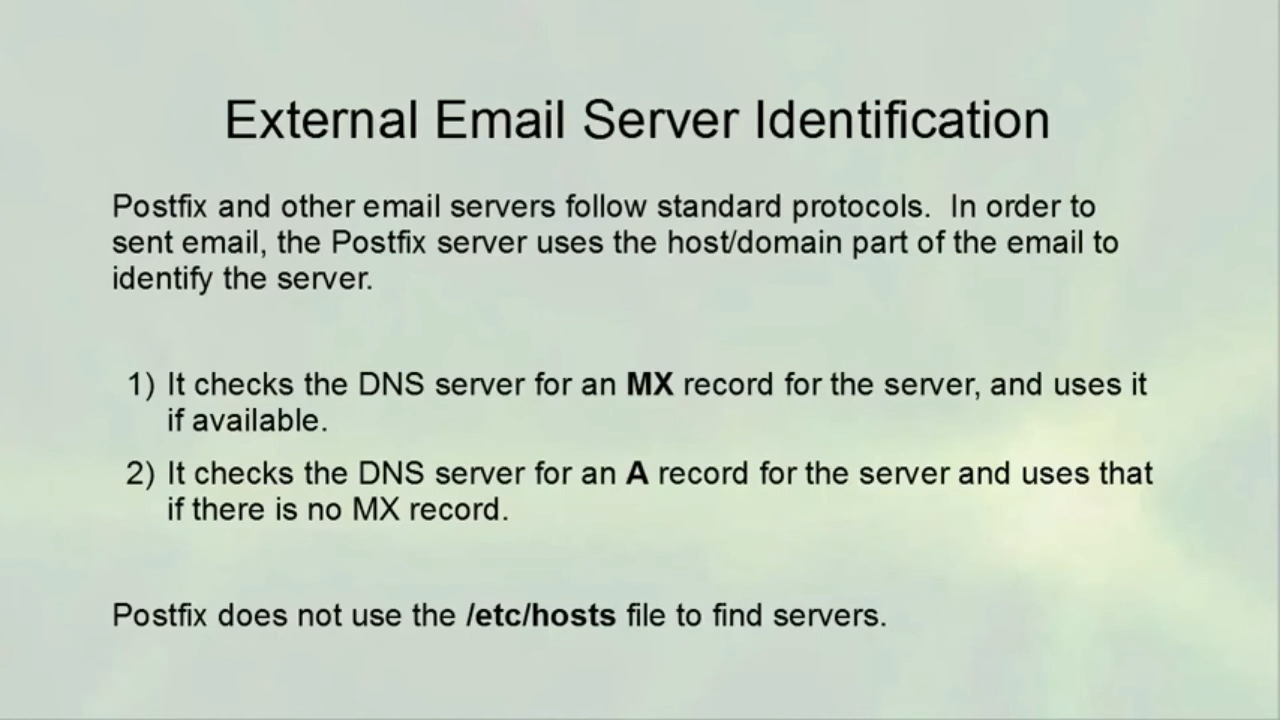 External Email Server Identification
Postfix and other email servers follow standard protocols.  In order to
sent email, the Postfix server uses the host/domain part of the email to
identify the server.
1) It checks the DNS server for an MX record for the server, and uses it
if available.
2) It checks the DNS server for an A record for the server and uses that
if there is no MX record.
Postfix does not use the /etc/hosts file to find servers.